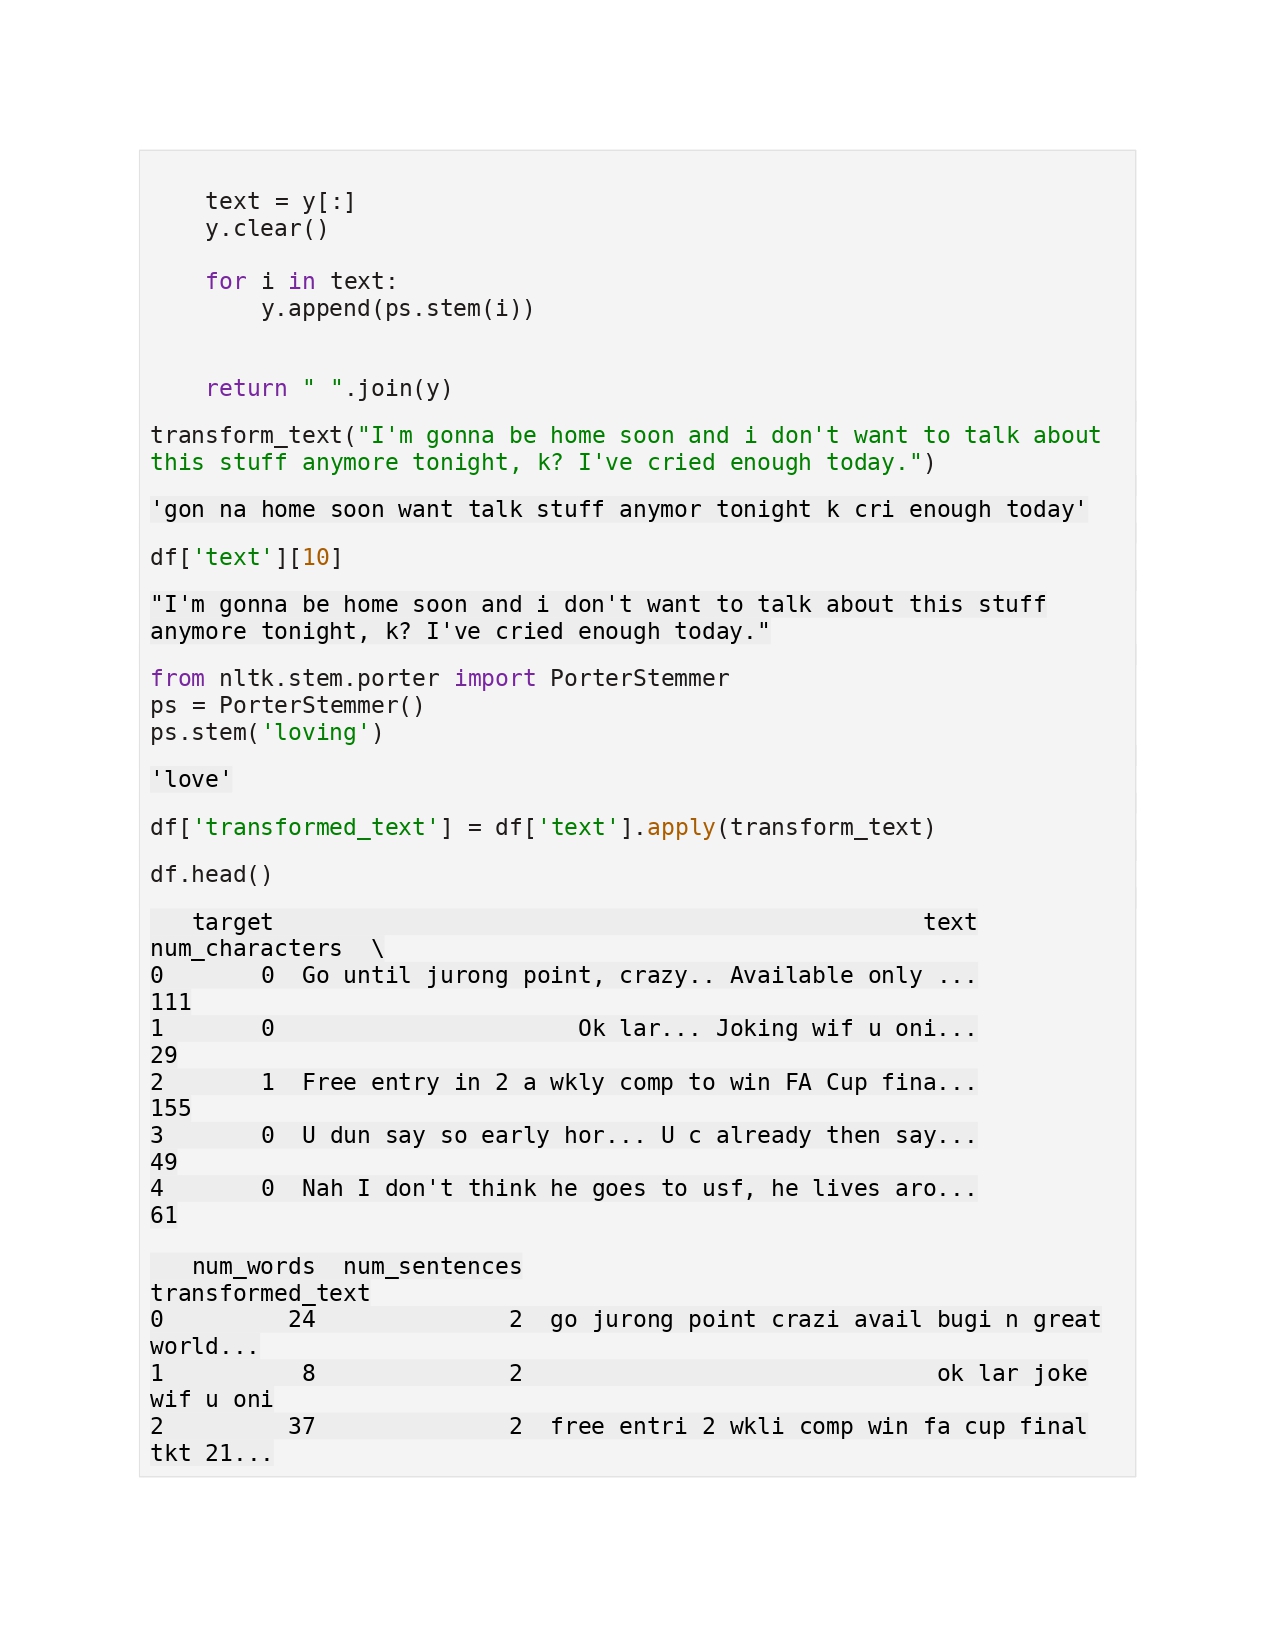 text = y[:]
y.clear()
for i in text:
y.append(ps.stem(i))
return " ".join(y)
transform_text("I'm gonna be home soon and i don't want to talk about
this stuff anymore tonight, k? I've cried enough today.")
'gon na home soon want talk stuff anymor tonight k cri enough today'
df['text'][10]
"I'm gonna be home soon and i don't want to talk about this stuff
anymore tonight, k? I've cried enough today."
from nltk.stem.porter import PorterStemmer
ps = PorterStemmer()
ps.stem('loving')
'love'
df['transformed_text'] = df['text'].apply(transform_text)
df.head()
target text
num_characters \
0 0 Go until jurong point, crazy.. Available only ...
111
1 0 Ok lar... Joking wif u oni...
29
2 1 Free entry in 2 a wkly comp to win FA Cup fina...
155
3 0 U dun say so early hor... U c already then say...
49
4 0 Nah I don't think he goes to usf, he lives aro...
61
num_words num_sentences
transformed_text
0 24 2 go jurong point crazi avail bugi n great
world...
1 8 2 ok lar joke
wif u oni
2 37 2 free entri 2 wkli comp win fa cup final
tkt 21...